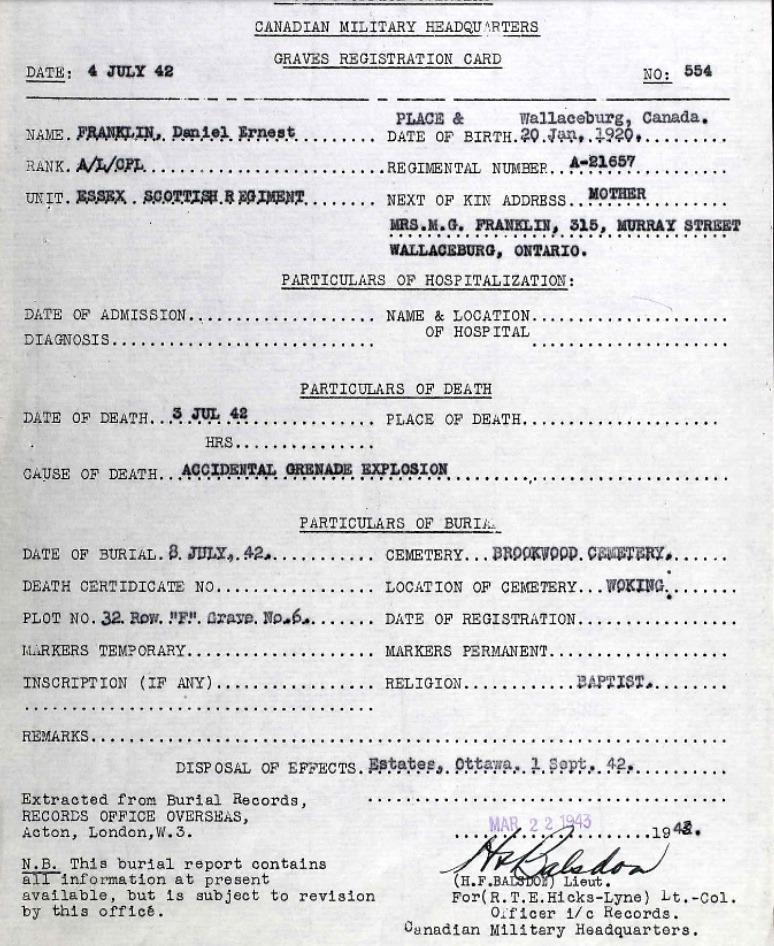 CANADIAN MILITARY HEADQUARTERS
GRAVES REGISTRATION CARD
DATE: 4 JULY 42 NO: 554
PLACE & Wallaceburg, Canada.
NAME. FRANKLIN, Daniel Ernest........ DATE OF BIRTH.20 Jan. 1920.........
RANK. A/L/CPL....................REGIMENTAL NUMBER...A-21657............
UNIT. ESSEX SCOTTISH REGIMENT........ NEXT OF KIN ADDRESS..MOTHER.........
MRS.M.G. FRANKLIN, 315, MURRAY STREET
WALLACEBURG, ONTARIO.
PARTICULARS OF HOSPITALIZATION:
DATE OF ADMISSION.................. NAME & LOCATION...................
DIAGNOSIS.......................... OF HOSPITAL ...................
PARTICULARS OF DEATH
DATE OF DEATH...3 JUL 42........... PLACE OF DEATH...................
HRS..............
CAUSE OF DEATH...ACCIDENTAL GRENADE EXPLOSION..........................
PARTICULARS OF BURIAL
DATE OF BURIAL. 8 JULY, 42.......... CEMETERY...BROOKWOOD CEMETERY.......
DEATH CERTIFICATE NO................ LOCATION OF CEMETERY...WOKING.......
PLOT NO. 32 Row. "F". Grave. No.6....... DATE OF REGISTRATION..............
MARKERS TEMPORARY.................. MARKERS PERMANENT.................
INSCRIPTION (IF ANY)............... RELIGION...........BAPTIST.........
...................................
REMARKS................................................................
DISPOSAL OF EFFECTS. Estates, Ottawa. 1 Sept. 42..........
Extracted from Burial Records, ...................................
RECORDS OFFICE OVERSEAS, MAR 22 1943
Acton, London,W.3. ....................1943.
H F Balsdon
N.B. This burial report contains
all information at present (H.F.BALSDON) Lieut.
available, but is subject to revision For(R.T.E.Hicks-Lyne) Lt.-Col.
by this office. Officer i/c Records.
Canadian Military Headquarters.